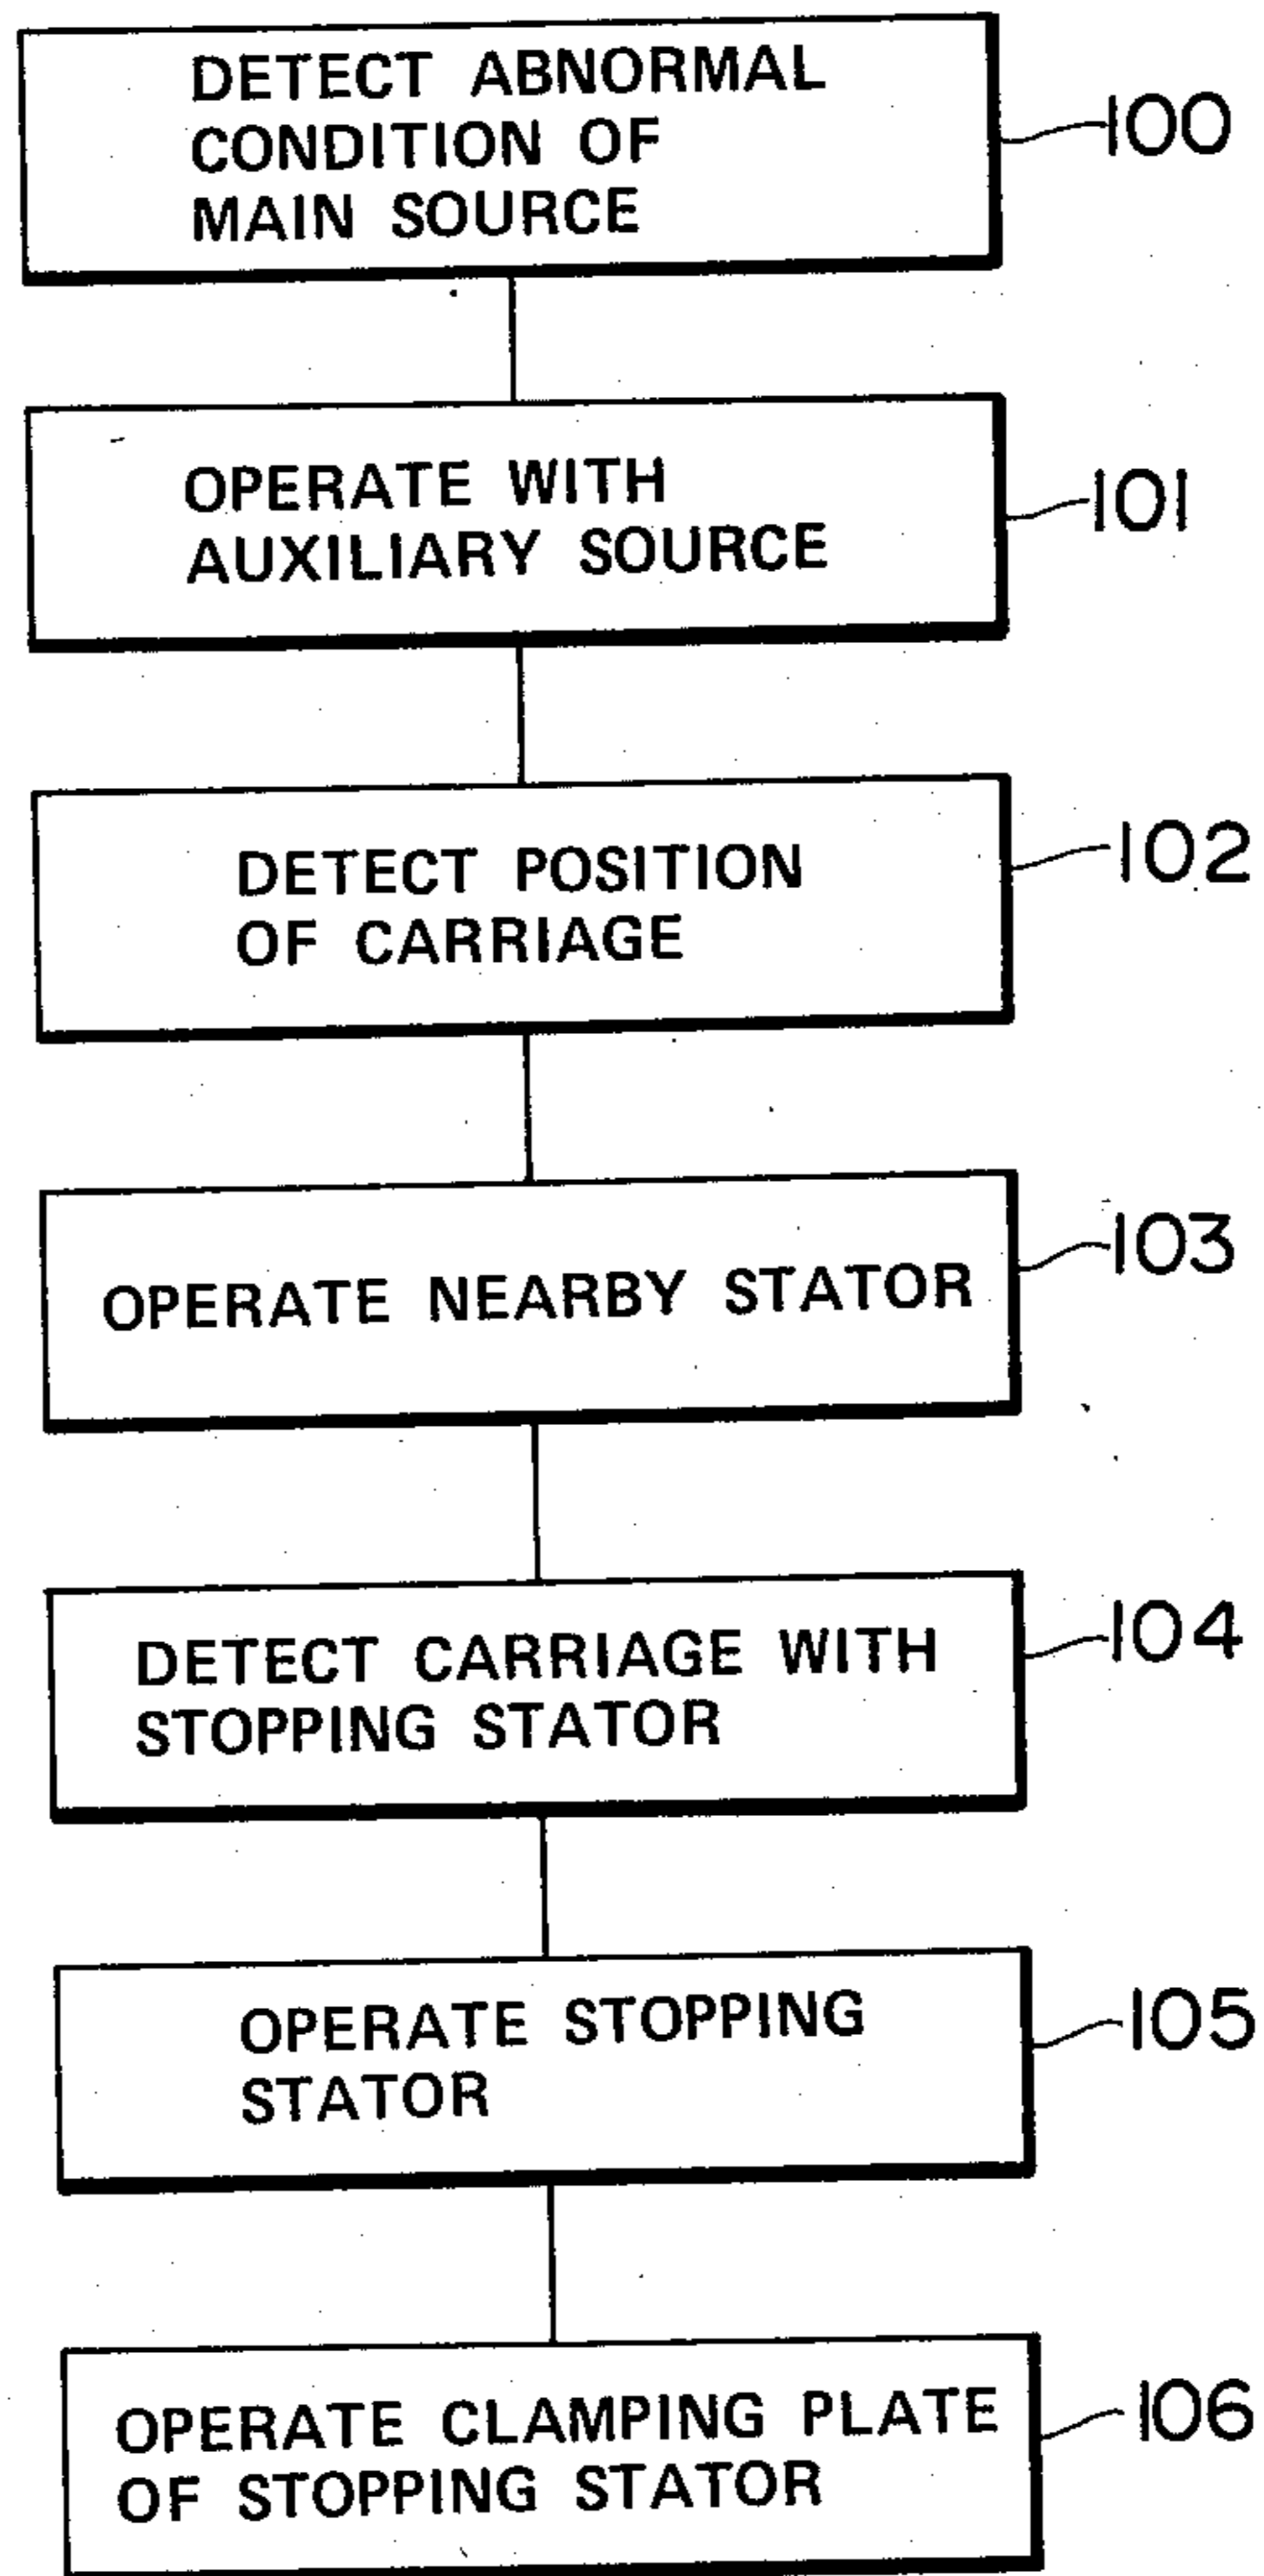 DETECT ABNORMAL
CONDITION OF
MAIN SOURCE
100
OPERATE WITH
AUXILIARY SOURCE
101
DETECT POSITION
OF CARRIAGE
102
OPERATE NEARBY STATOR
103
DETECT CARRIAGE WITH
STOPPING STATOR
104
OPERATE STOPPING
STATOR
105
OPERATE CLAMPING PLATE
OF STOPPING STATOR
106